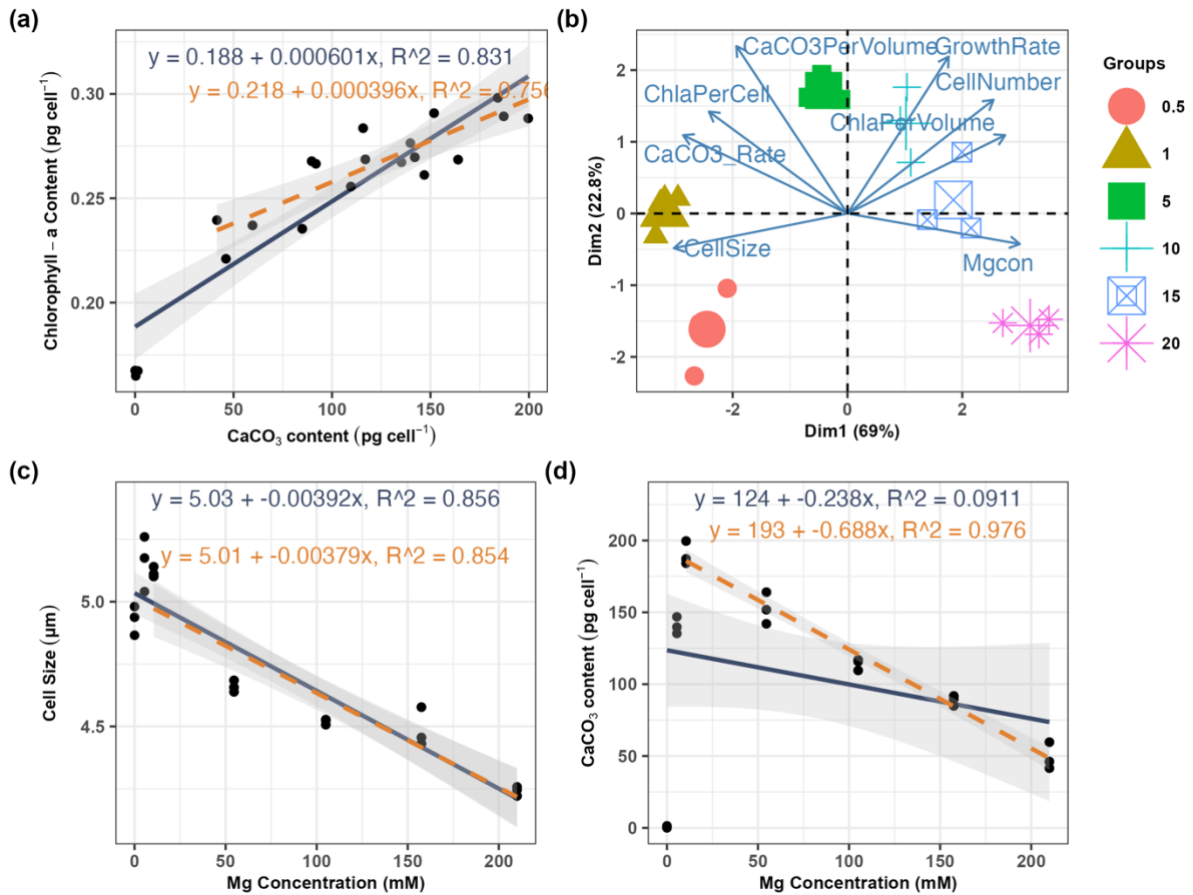 (a)
y = 0.188 + 0.000601x, R^2 = 0.831
y = 0.218 + 0.000396x, R^2 = 0.756
0.30
0.25
0.20
0
50
100
150
200
Chlorophyll – a Content (pg cell⁻¹)
CaCO₃ content (pg cell⁻¹)
(b)
CaCO3PerVolume
GrowthRate
CellNumber
ChlaPerCell
ChlaPerVolume
CaCO3_Rate
CellSize
Mgcon
2
1
0
-1
-2
-2
0
2
Dim2 (22.8%)
Dim1 (69%)
Groups
0.5
1
5
10
15
20
(c)
y = 5.03 + -0.00392x, R^2 = 0.856
y = 5.01 + -0.00379x, R^2 = 0.854
5.0
4.5
0
50
100
150
200
Cell Size (µm)
Mg Concentration (mM)
(d)
y = 124 + -0.238x, R^2 = 0.0911
y = 193 + -0.688x, R^2 = 0.976
200
150
100
50
0
0
50
100
150
200
CaCO₃ content (pg cell⁻¹)
Mg Concentration (mM)